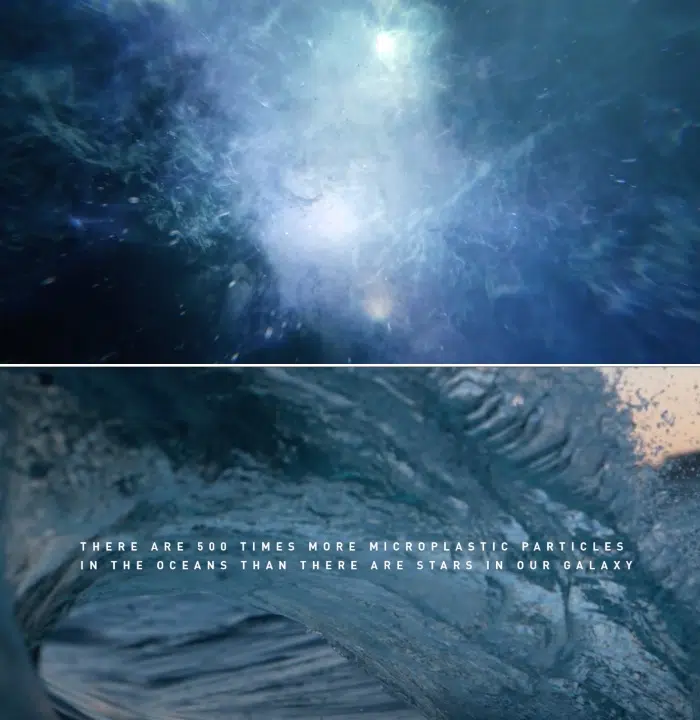 THERE ARE 500 TIMES MORE MICROPLASTIC PARTICLES
IN THE OCEANS THAN THERE ARE STARS IN OUR GALAXY